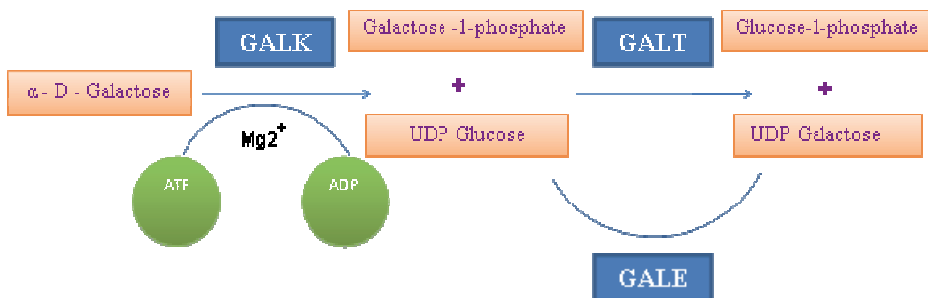 GALK
Galactose -1-phosphate
GALT
Glucose-1-phosphate
α - D - Galactose
+
+
Mg2+
UDP Glucose
UDP Galactose
ATP
ADP
GALE